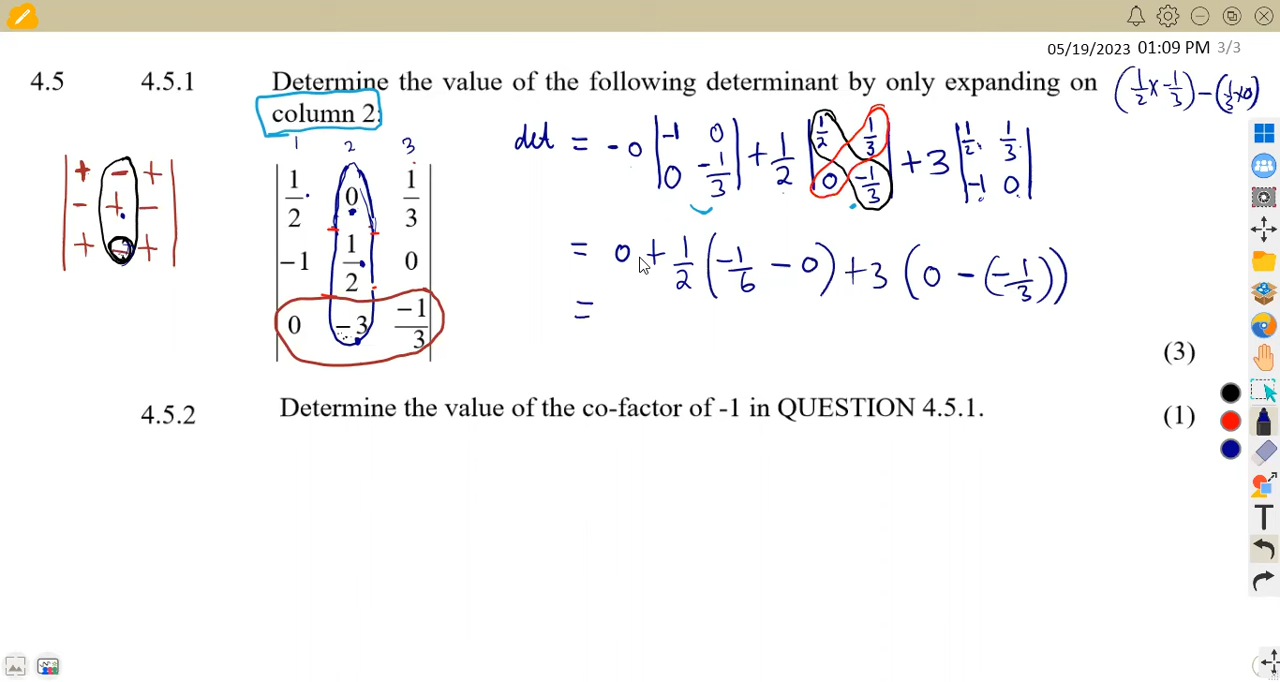 05/19/2023 01:09 PM 3/3
4.5 4.5.1 Determine the value of the following determinant by only expanding on column 2:
(1/2 × -1/3) - (1/3 × 0)
det = -0 |-1 0; 0 -1/3| + 1/2 |1/2 1/3; 0 -1/3| + 3 |1/2 1/3; -1 0|
1 2 3
+ - +
- + -
+ - +
1/2 0 1/3
-1 1/2 0
0 -3 -1/3
= 0 + 1/2 (-1/6 - 0) + 3 (0 - (-1/3))
=
(3)
4.5.2 Determine the value of the co-factor of -1 in QUESTION 4.5.1. (1)
T